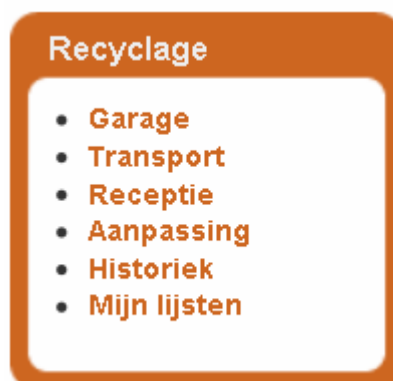 Recyclage
Garage
Transport
Receptie
Aanpassing
Historiek
Mijn lijsten